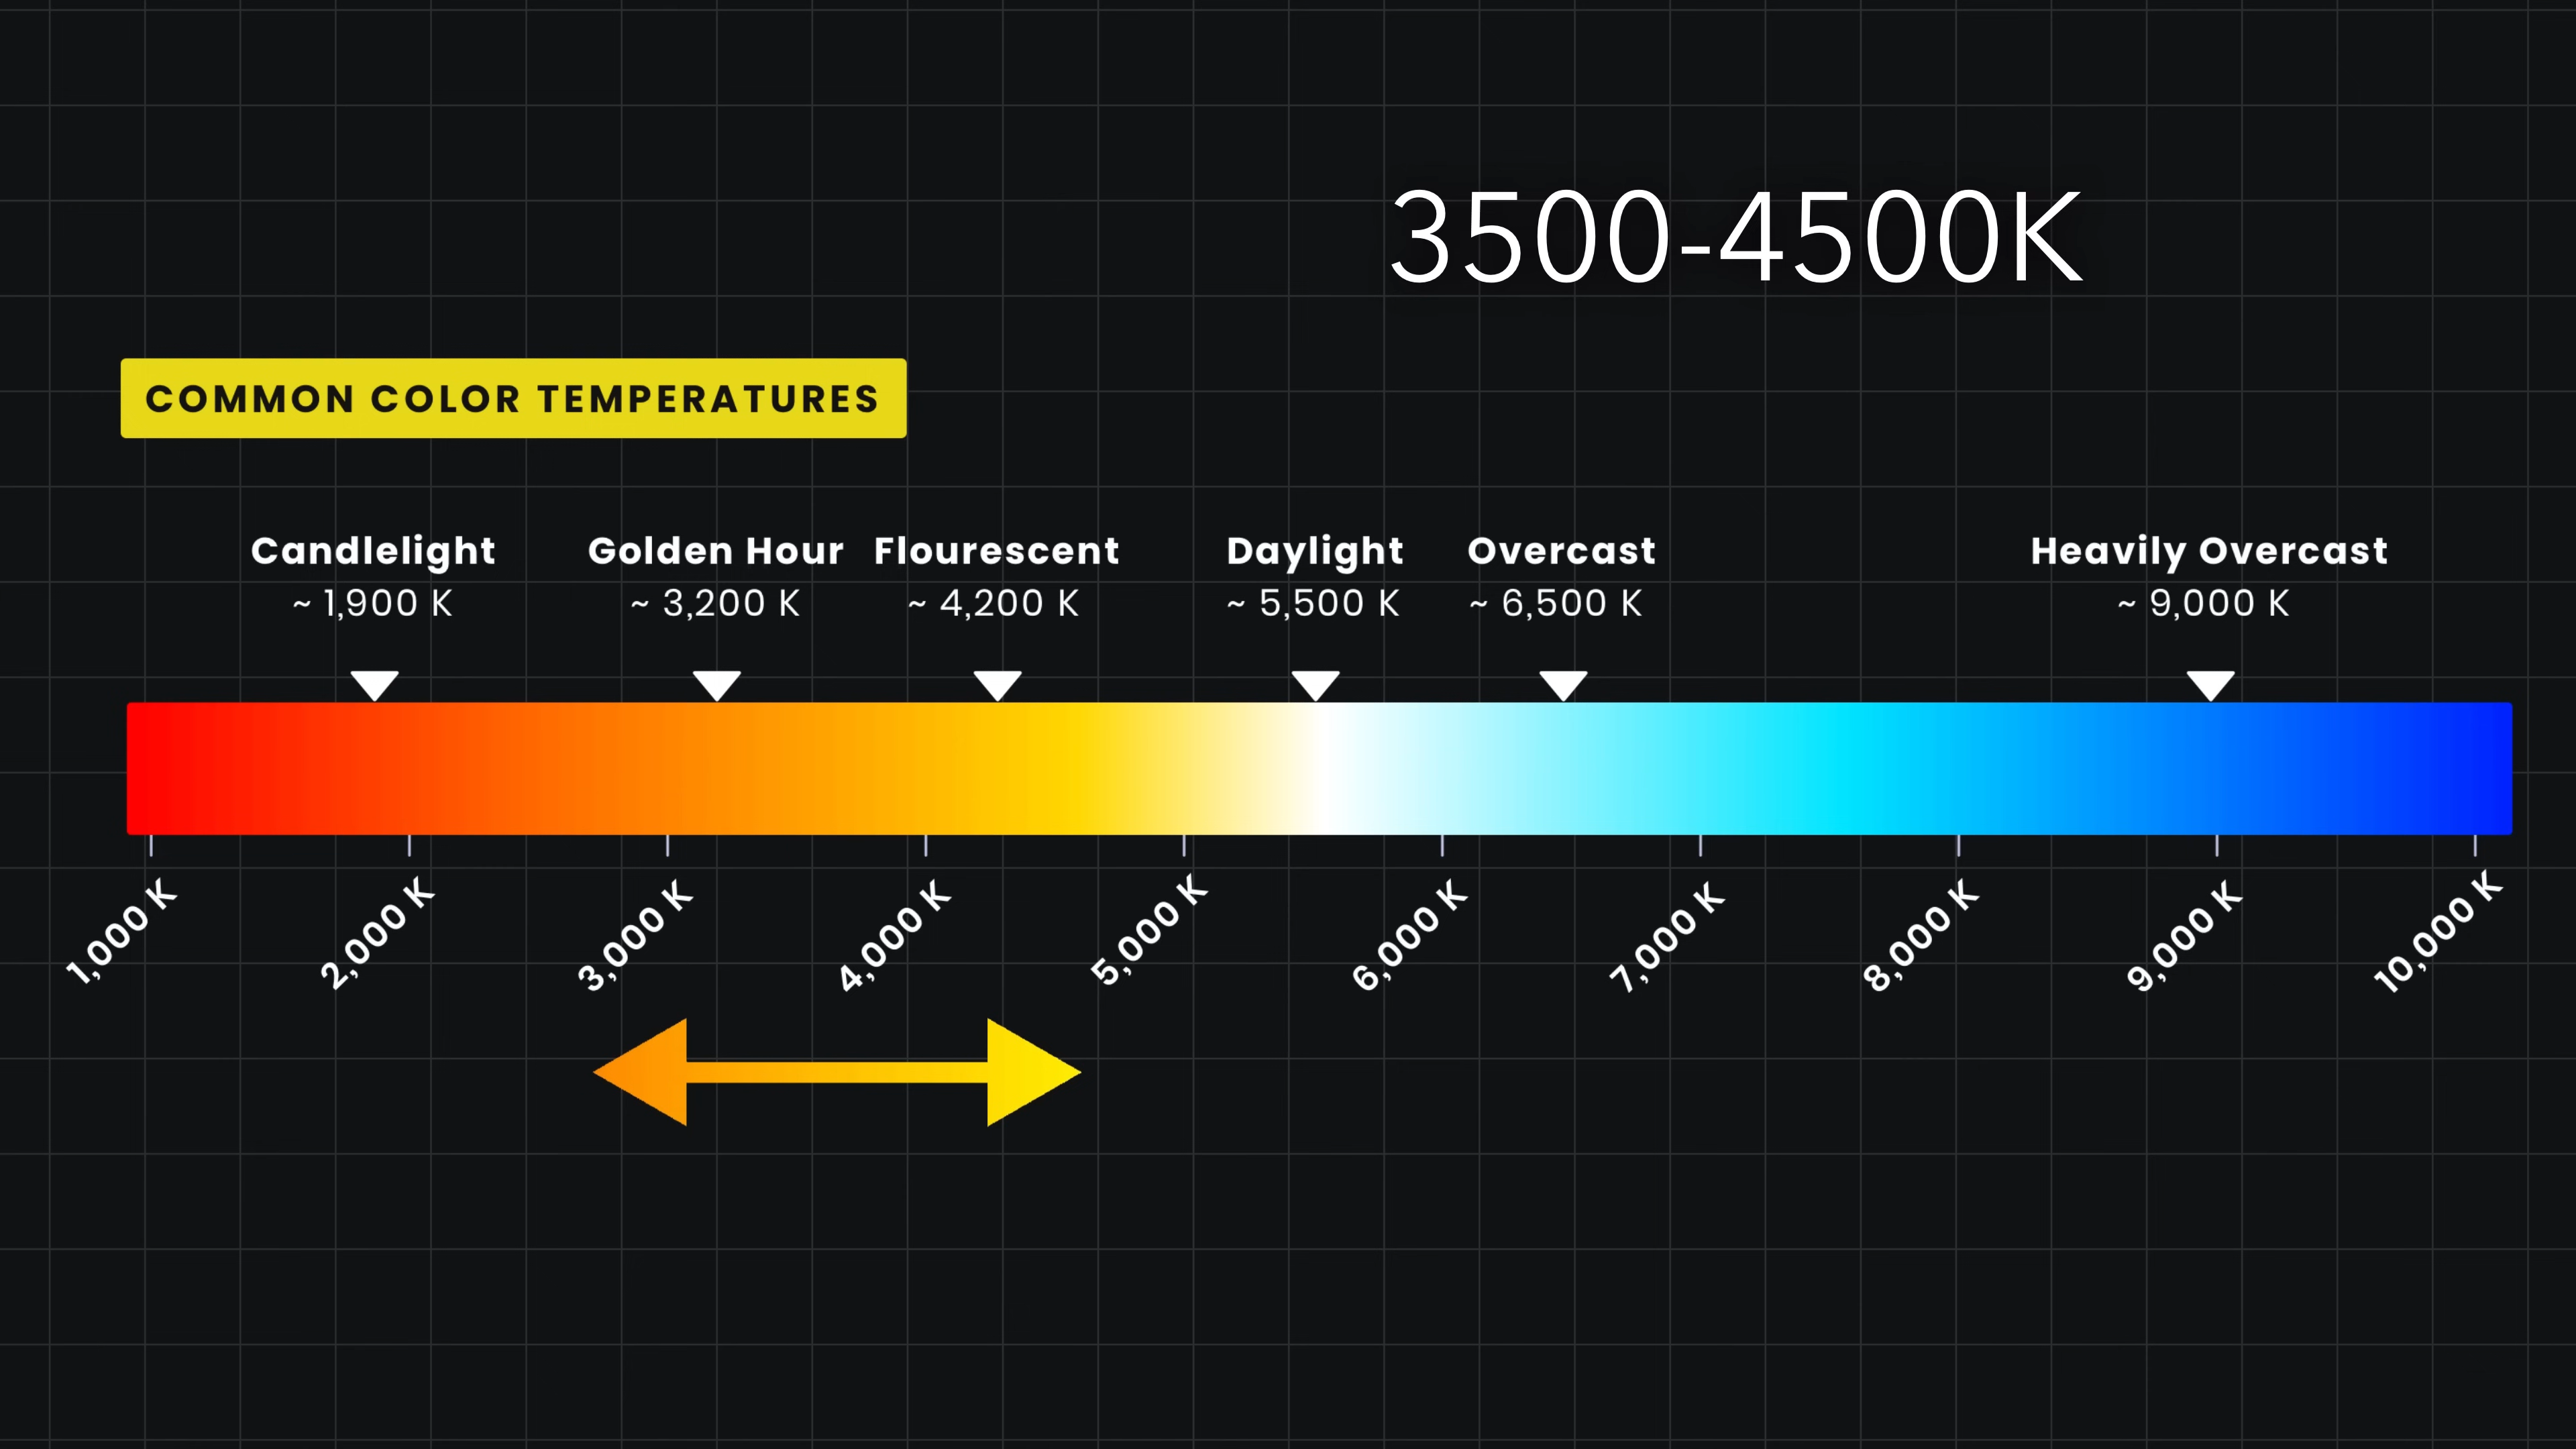 3500-4500K
COMMON COLOR TEMPERATURES
Candlelight
~ 1,900 K
Golden Hour
~ 3,200 K
Flourescent
~ 4,200 K
Daylight
~ 5,500 K
Overcast
~ 6,500 K
Heavily Overcast
~ 9,000 K
1,000 K
2,000 K
3,000 K
4,000 K
5,000 K
6,000 K
7,000 K
8,000 K
9,000 K
10,000 K